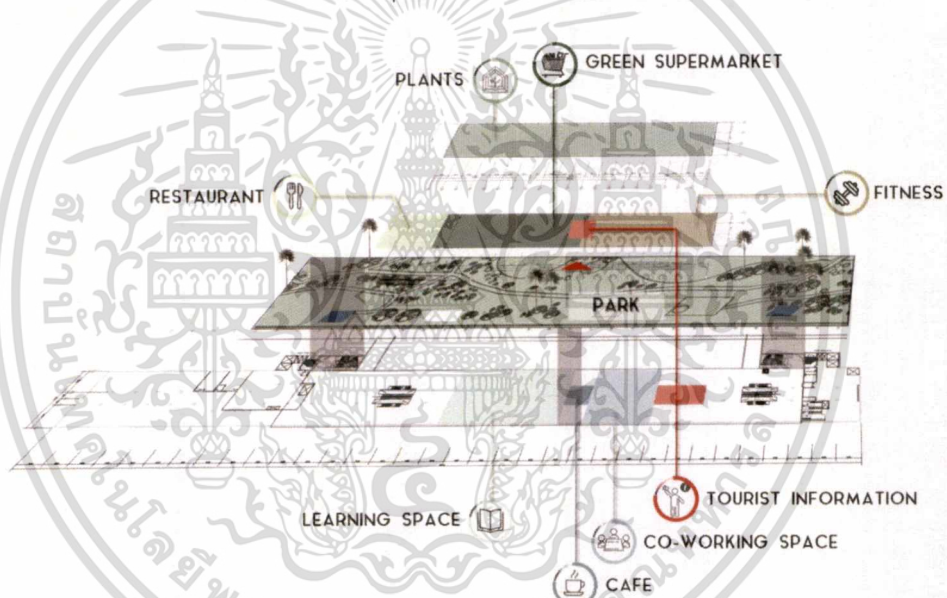 GREEN SUPERMARKET
PLANTS
RESTAURANT
FITNESS
PARK
TOURIST INFORMATION
LEARNING SPACE
CO-WORKING SPACE
CAFE